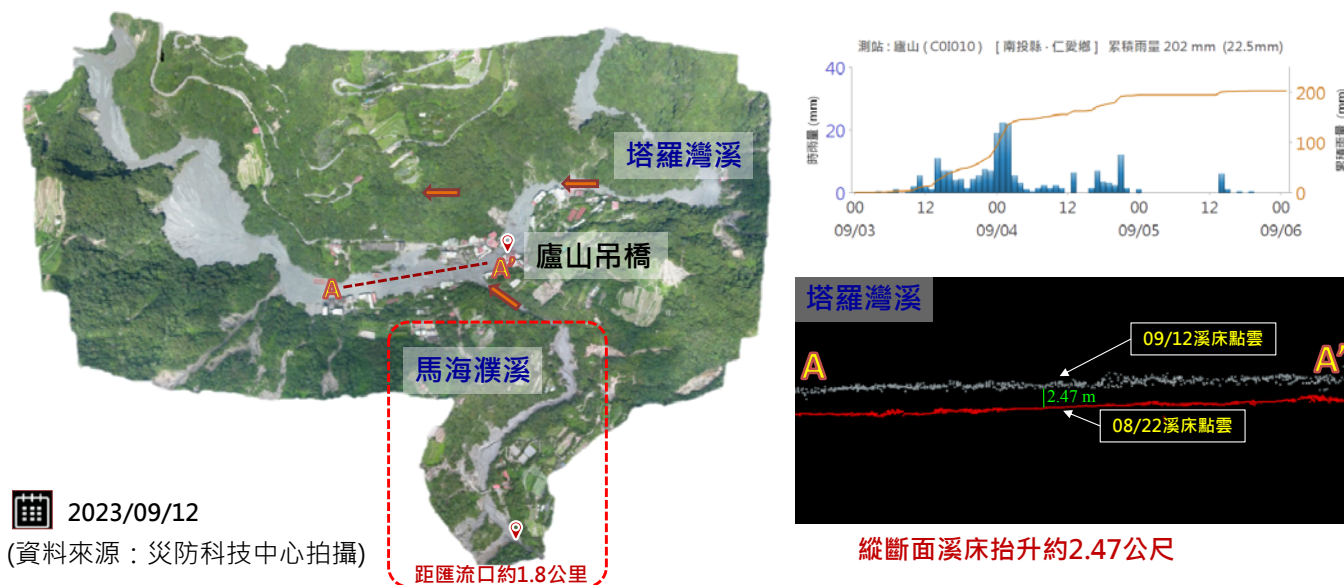 塔羅灣溪
廬山吊橋
A
A'
馬海濮溪
距匯流口約1.8公里
2023/09/12
(資料來源：災防科技中心拍攝)
測站 : 廬山 ( C0I010 ) [ 南投縣 - 仁愛鄉 ] 累積雨量 202 mm (22.5mm)
時雨量 (mm)
40
20
0
累積雨量 (mm)
200
100
0
00 12 00 12 00 12 00
09/03 09/04 09/05 09/06
塔羅灣溪
A
A'
09/12溪床點雲
2.47 m
08/22溪床點雲
縱斷面溪床抬升約2.47公尺